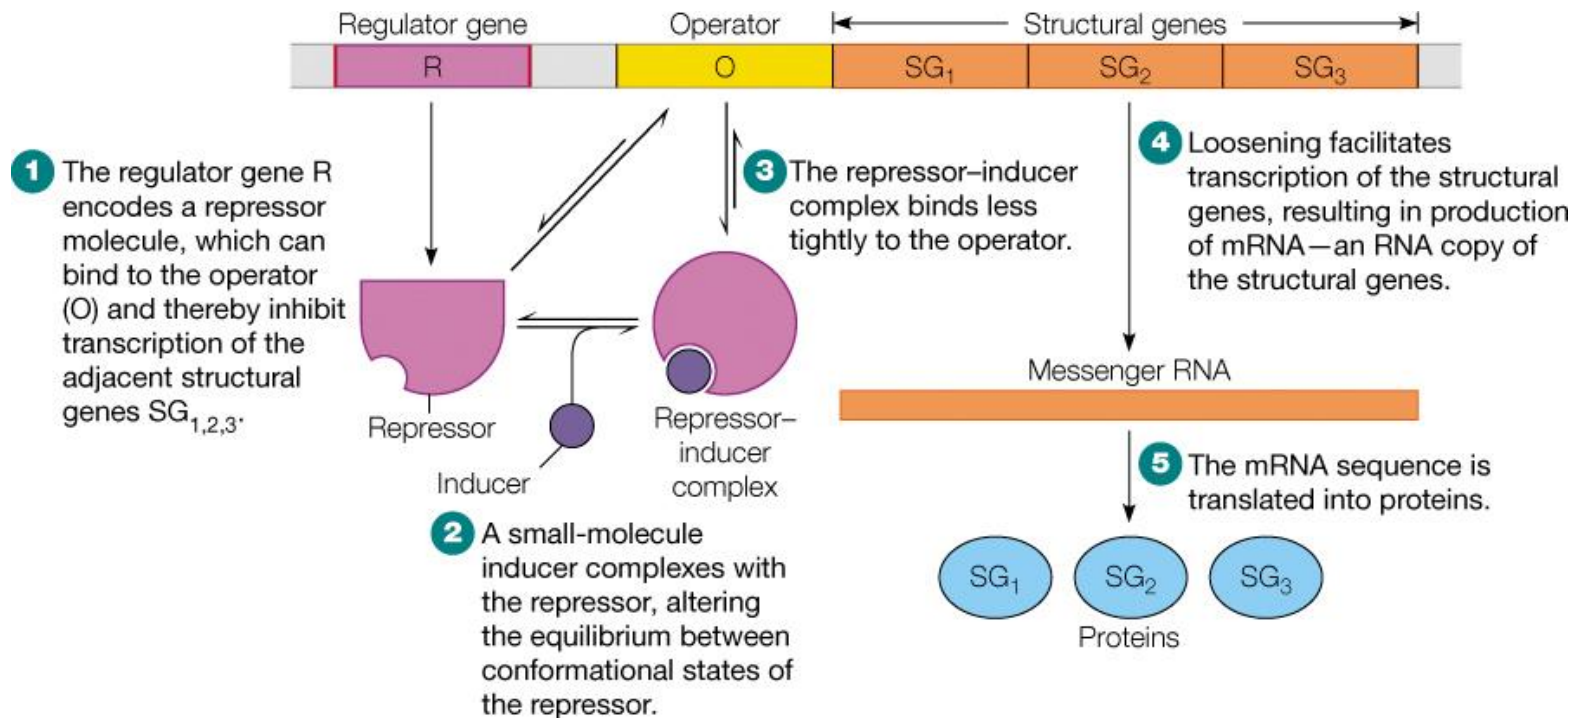 Regulator gene
Operator
Structural genes
R
O
SG₁
SG₂
SG₃
1 The regulator gene R
encodes a repressor
molecule, which can
bind to the operator
(O) and thereby inhibit
transcription of the
adjacent structural
genes SG₁,₂,₃.
3 The repressor–inducer
complex binds less
tightly to the operator.
4 Loosening facilitates
transcription of the structural
genes, resulting in production
of mRNA—an RNA copy of
the structural genes.
Repressor
Inducer
Repressor–
inducer
complex
2 A small-molecule
inducer complexes with
the repressor, altering
the equilibrium between
conformational states of
the repressor.
Messenger RNA
5 The mRNA sequence is
translated into proteins.
SG₁
SG₂
SG₃
Proteins